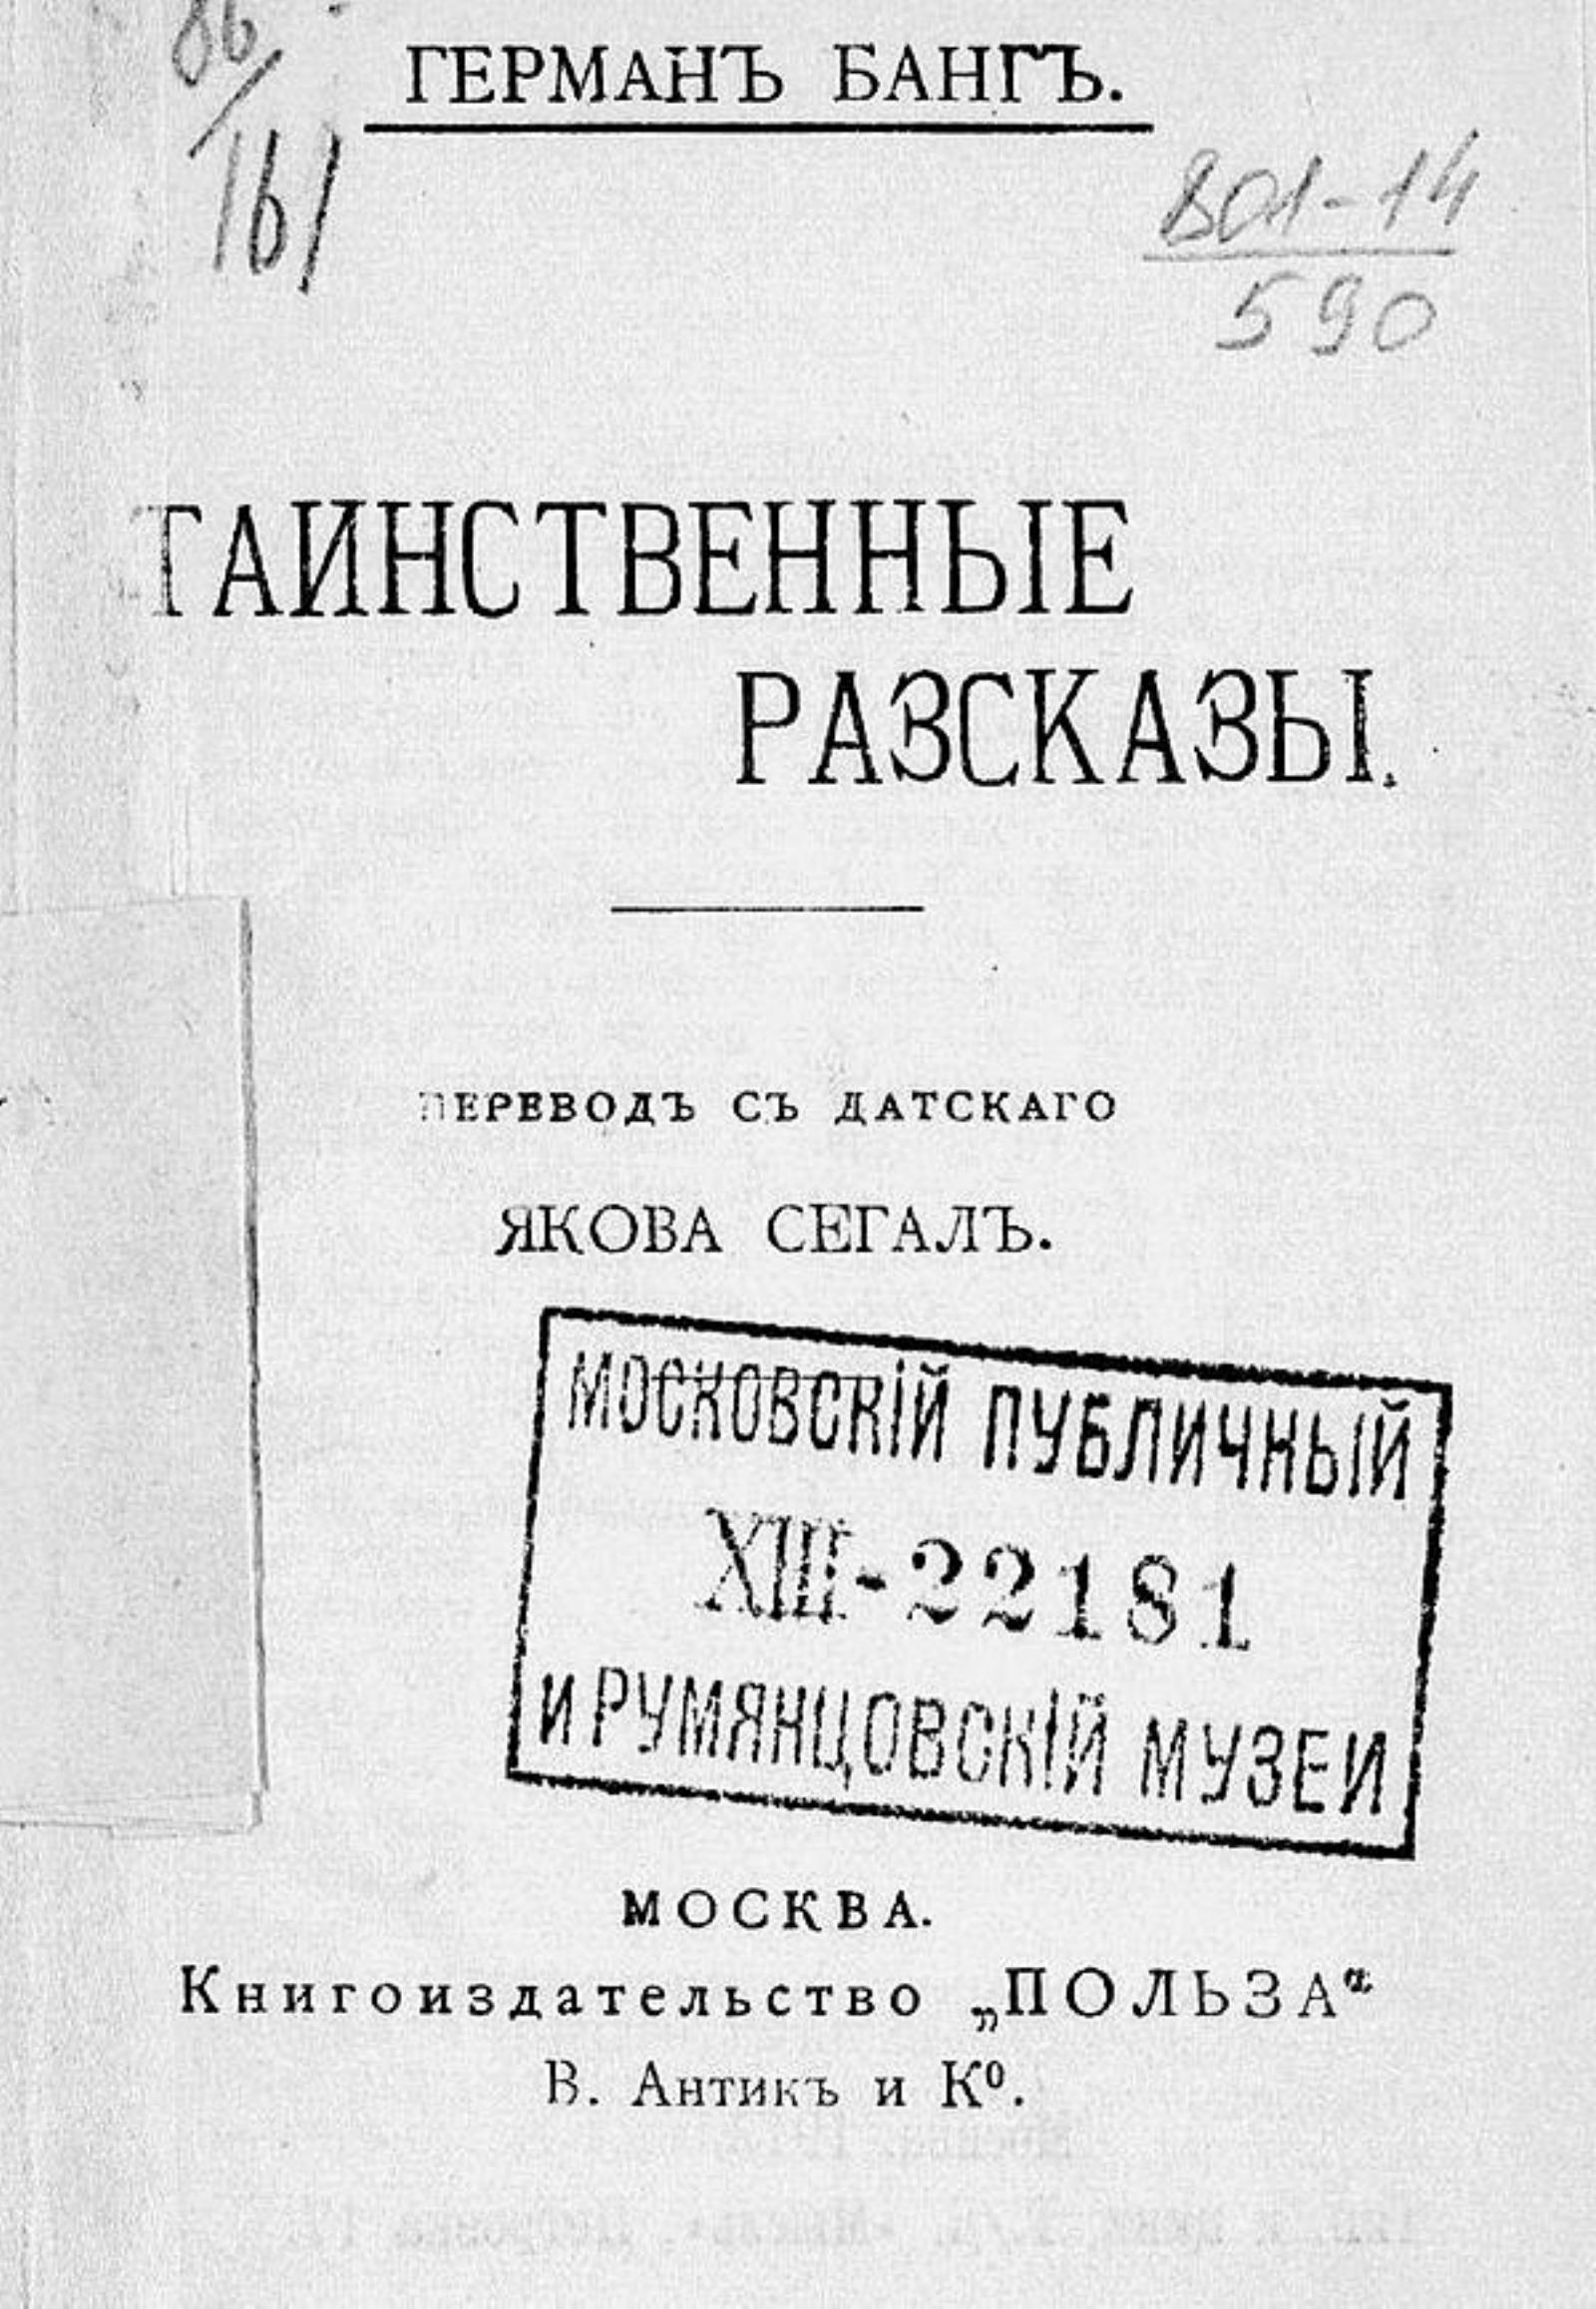 86/161
ГЕРМАНЪ БАНГЪ.
801-14
590
ТАИНСТВЕННЫЕ
РАЗСКАЗЫ.
ПЕРЕВОДЪ СЪ ДАТСКАГО
ЯКОВА СЕГАЛЪ.
МОСКОВСКІЙ ПУБЛИЧНЫЙ
XIII-22181
И РУМЯНЦОВСКІЙ МУЗЕИ
МОСКВА.
Книгоиздательство „ПОЛЬЗА“
В. Антикъ и Кº.